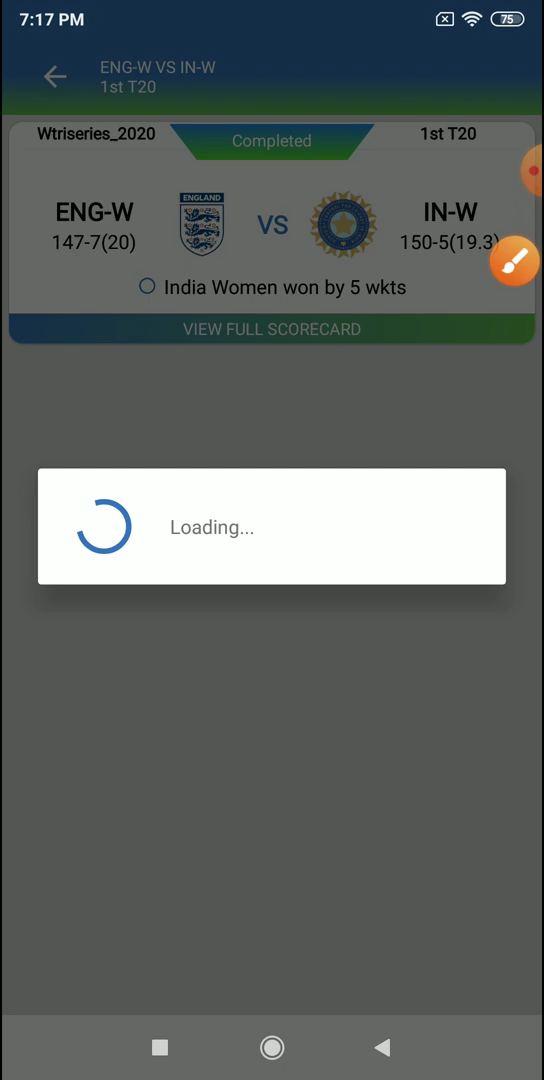 7:17 PM
75
ENG-W VS IN-W
1st T20
Wtriseries_2020
Completed
1st T20
ENGLAND
ENG-W
VS
IN-W
147-7(20)
150-5(19.3)
India Women won by 5 wkts
VIEW FULL SCORECARD
Loading...